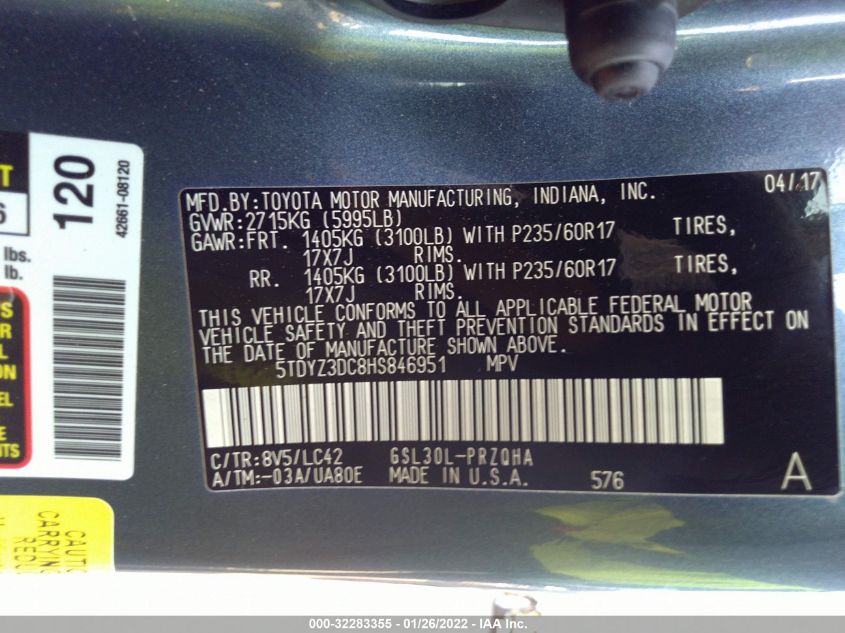 MFD.BY:TOYOTA MOTOR MANUFACTURING, INDIANA, INC. 04/17
GVWR:2715KG (5995LB)
GAWR:FRT. 1405KG (3100LB) WITH P235/60R17 TIRES,
17X7J RIMS.
RR. 1405KG (3100LB) WITH P235/60R17 TIRES,
17X7J RIMS.
THIS VEHICLE CONFORMS TO ALL APPLICABLE FEDERAL MOTOR
VEHICLE SAFETY AND THEFT PREVENTION STANDARDS IN EFFECT ON
THE DATE OF MANUFACTURE SHOWN ABOVE.
5TDYZ3DC8HS846951 MPV
C/TR:8V5/LC42 GSL30L-PRZQHA
A/TM:-03A/UA80E MADE IN U.S.A. 576 A
120
42661-08120
lbs.
lb.
CARRYING
000-32283355 - 01/26/2022 - IAA Inc.